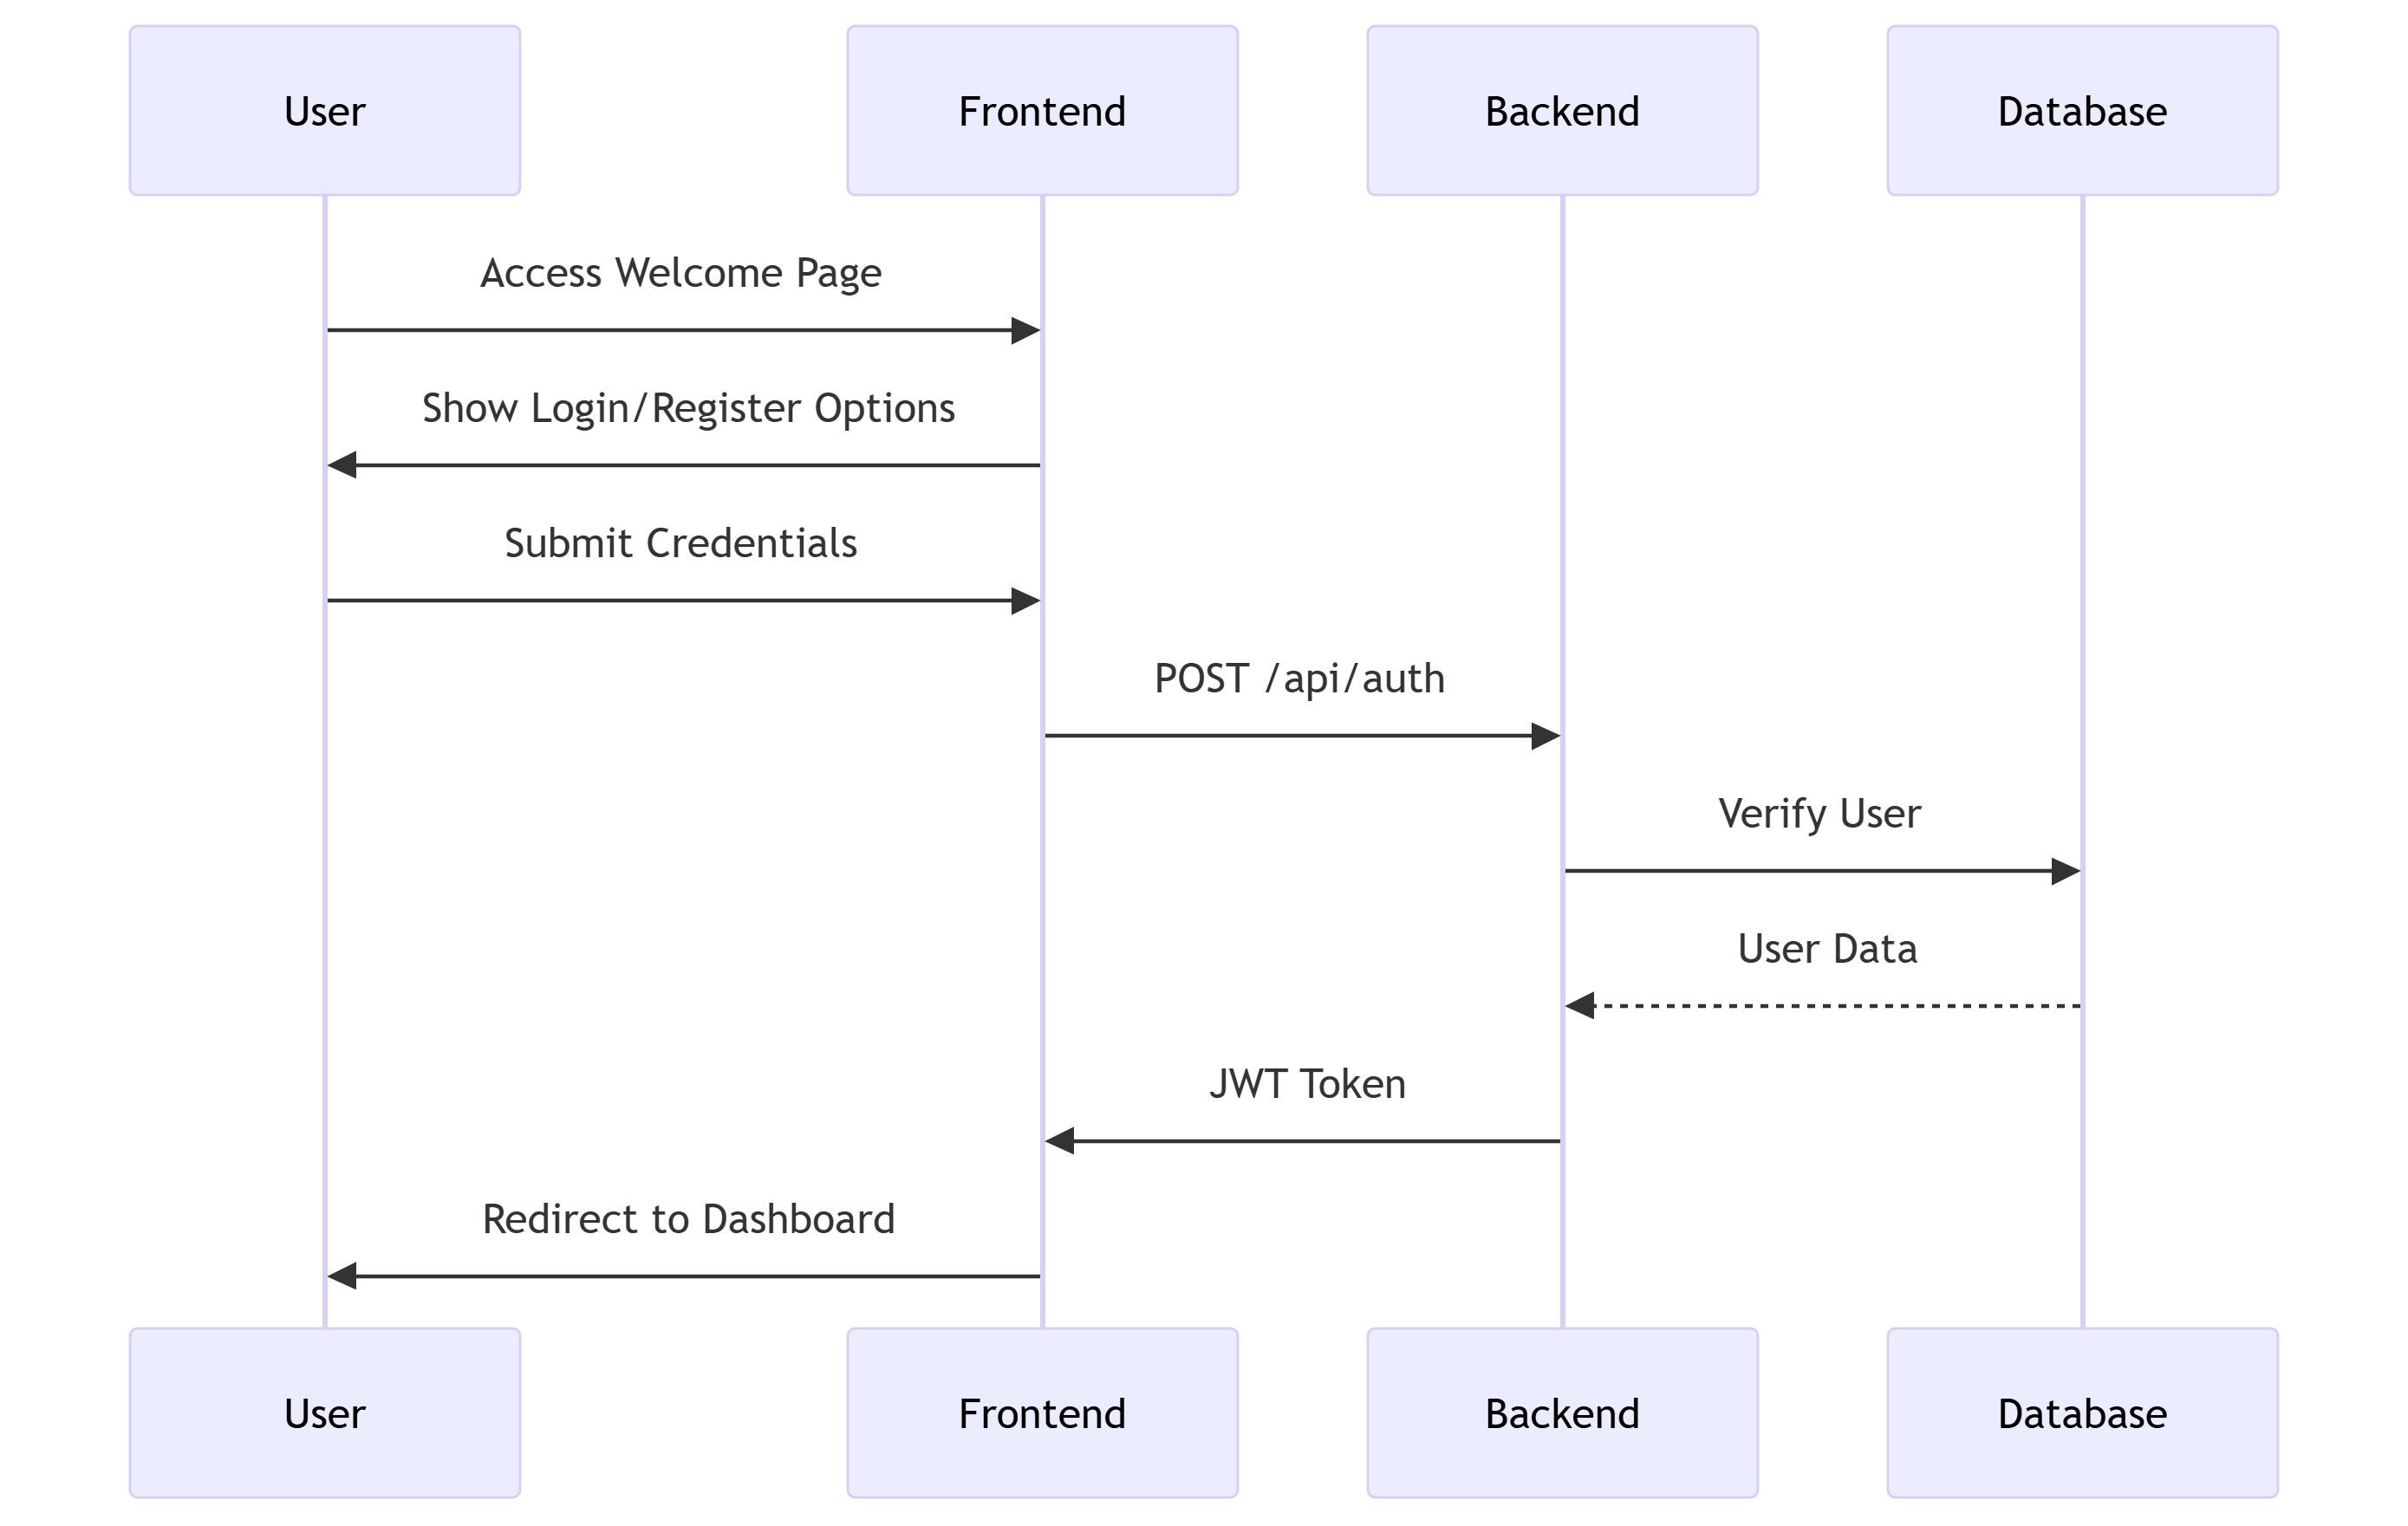 User
Frontend
Backend
Database
Access Welcome Page
Show Login/Register Options
Submit Credentials
POST /api/auth
Verify User
User Data
JWT Token
Redirect to Dashboard
User
Frontend
Backend
Database